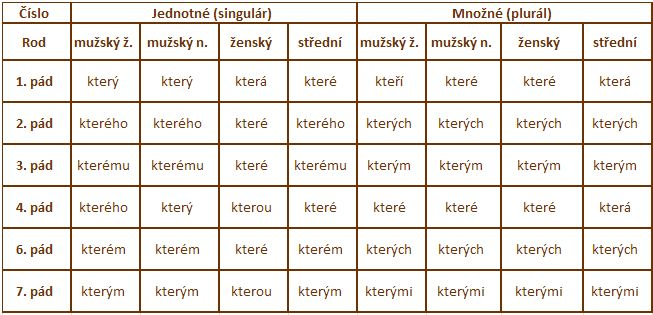 Číslo Jednotné (singulár) Množné (plurál)
Rod mužský ž. mužský n. ženský střední mužský ž. mužský n. ženský střední
1. pád který který která které kteří které které která
2. pád kterého kterého které kterého kterých kterých kterých kterých
3. pád kterému kterému které kterému kterým kterým kterým kterým
4. pád kterého který kterou které které které které která
6. pád kterém kterém které kterém kterých kterých kterých kterých
7. pád kterým kterým kterou kterým kterými kterými kterými kterými